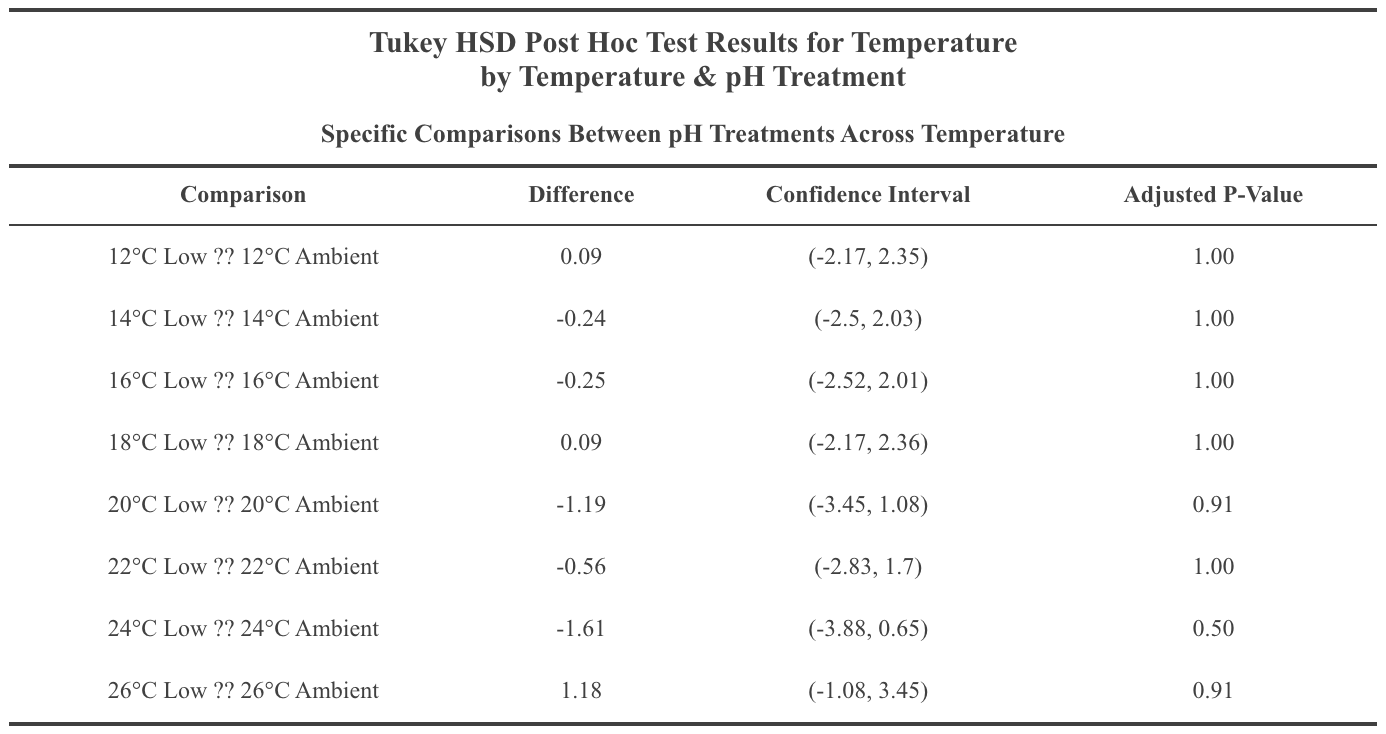 Tukey HSD Post Hoc Test Results for Temperature
by Temperature & pH Treatment
Specific Comparisons Between pH Treatments Across Temperature
Comparison Difference Confidence Interval Adjusted P-Value
12°C Low ?? 12°C Ambient 0.09 (-2.17, 2.35) 1.00
14°C Low ?? 14°C Ambient -0.24 (-2.5, 2.03) 1.00
16°C Low ?? 16°C Ambient -0.25 (-2.52, 2.01) 1.00
18°C Low ?? 18°C Ambient 0.09 (-2.17, 2.36) 1.00
20°C Low ?? 20°C Ambient -1.19 (-3.45, 1.08) 0.91
22°C Low ?? 22°C Ambient -0.56 (-2.83, 1.7) 1.00
24°C Low ?? 24°C Ambient -1.61 (-3.88, 0.65) 0.50
26°C Low ?? 26°C Ambient 1.18 (-1.08, 3.45) 0.91